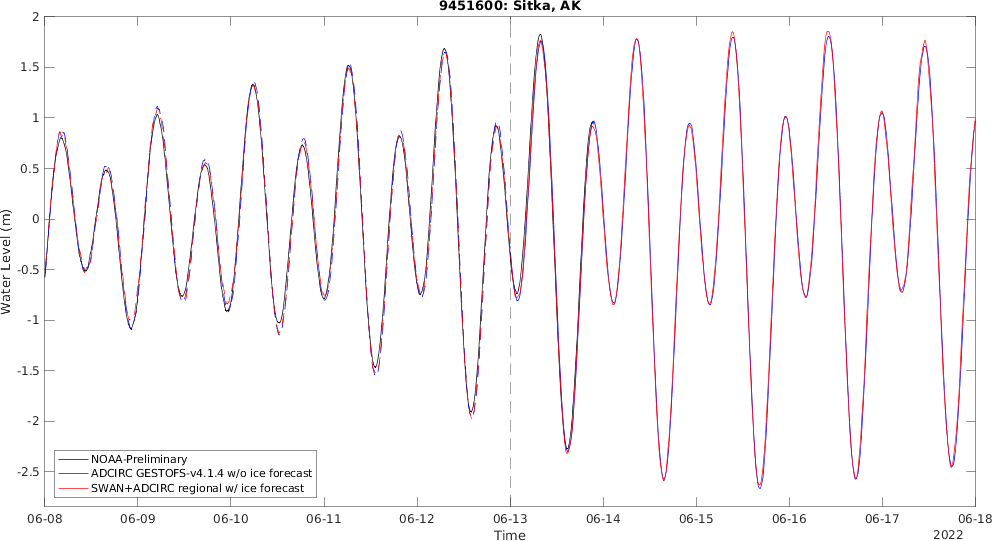 9451600: Sitka, AK
2
1.5
1
0.5
0
-0.5
-1
-1.5
-2
-2.5
Water Level (m)
NOAA-Preliminary
ADCIRC GESTOFS-v4.1.4 w/o ice forecast
SWAN+ADCIRC regional w/ ice forecast
06-08 06-09 06-10 06-11 06-12 06-13 06-14 06-15 06-16 06-17 06-18
Time
2022